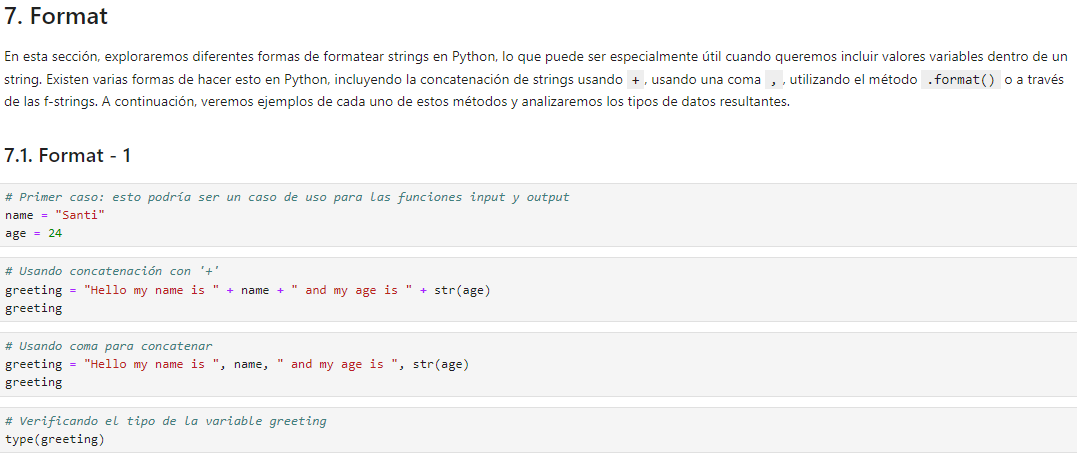 7. Format
En esta sección, exploraremos diferentes formas de formatear strings en Python, lo que puede ser especialmente útil cuando queremos incluir valores variables dentro de un
string. Existen varias formas de hacer esto en Python, incluyendo la concatenación de strings usando + , usando una coma , , utilizando el método .format() o a través
de las f-strings. A continuación, veremos ejemplos de cada uno de estos métodos y analizaremos los tipos de datos resultantes.
7.1. Format - 1
# Primer caso: esto podría ser un caso de uso para las funciones input y output
name = "Santi"
age = 24
# Usando concatenación con '+'
greeting = "Hello my name is " + name + " and my age is " + str(age)
greeting
# Usando coma para concatenar
greeting = "Hello my name is ", name, " and my age is ", str(age)
greeting
# Verificando el tipo de la variable greeting
type(greeting)